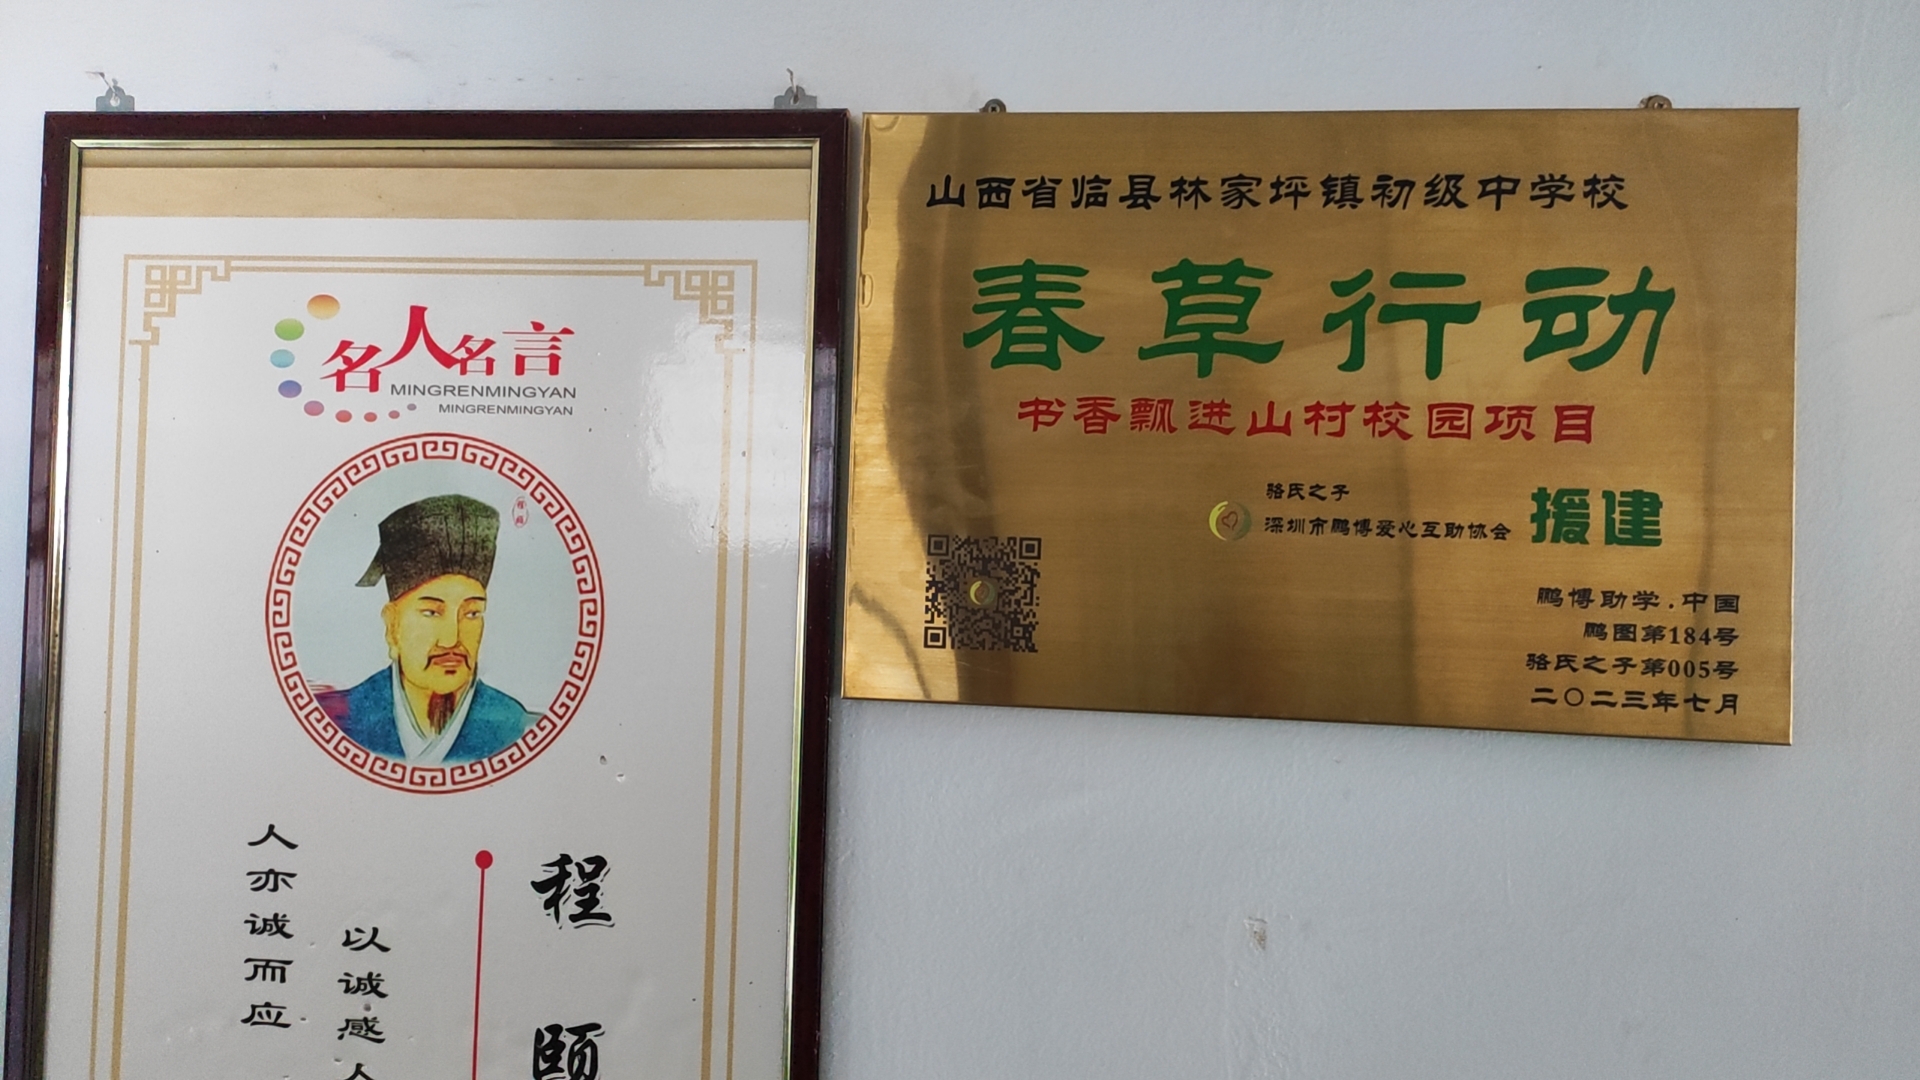 名人名言
MINGRENMINGYAN
MINGRENMINGYAN
程颐
以诚感人
人亦诚而应
山西省临县林家坪镇初级中学校
春草行动
书香飘进山村校园项目
骆氏之子
深圳市鹏博爱心互助协会
援建
鹏博助学.中国
鹏图第184号
骆氏之子第005号
二〇二三年七月